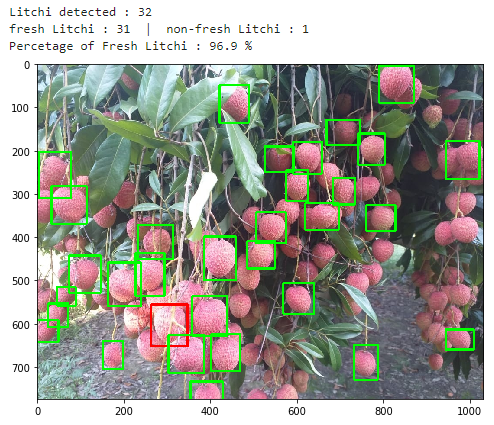 Litchi detected : 32
fresh Litchi : 31 | non-fresh Litchi : 1
Percetage of Fresh Litchi : 96.9 %
0
100
200
300
400
500
600
700
0 200 400 600 800 1000